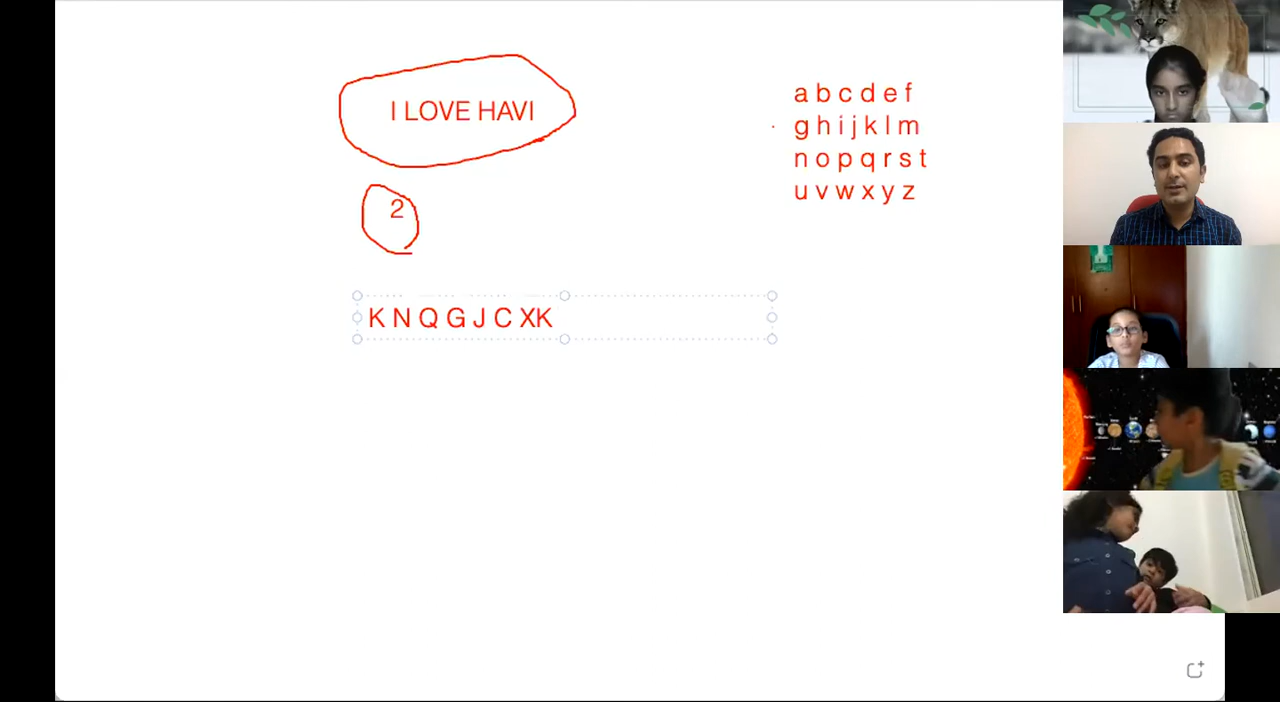 I LOVE HAVI
2
K N Q G J C XK
a b c d e f
g h i j k l m
n o p q r s t
u v w x y z